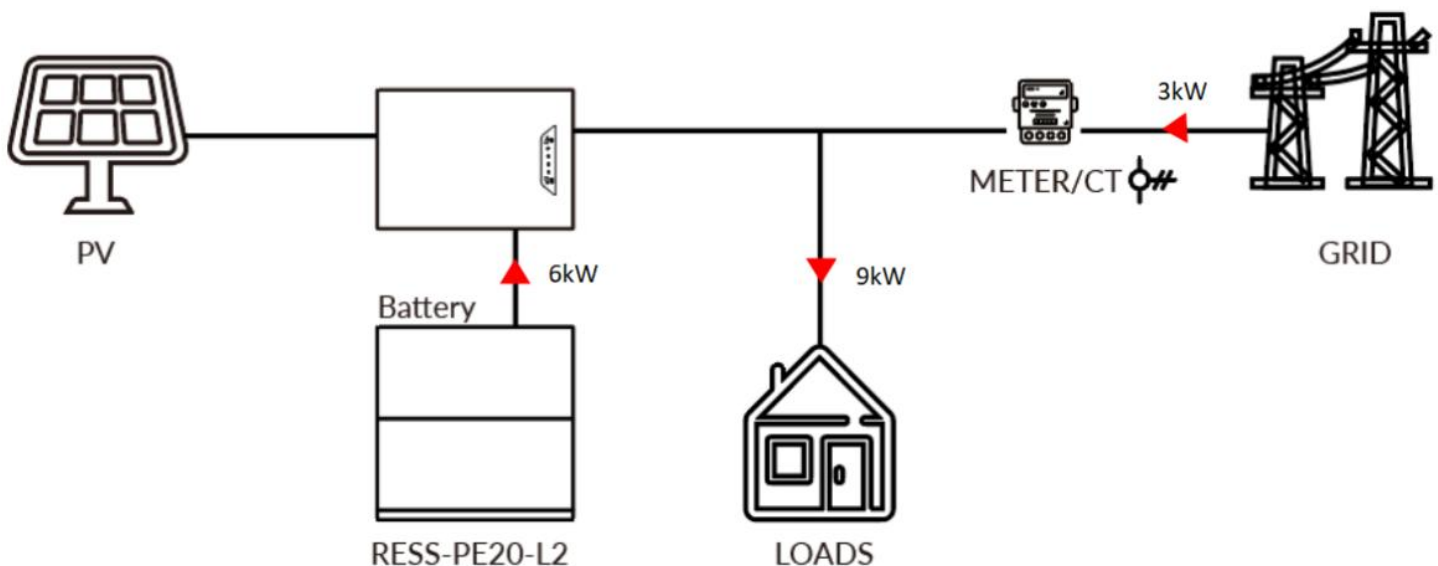 3kW
METER/CT
PV
GRID
6kW
9kW
Battery
RESS-PE20-L2
LOADS